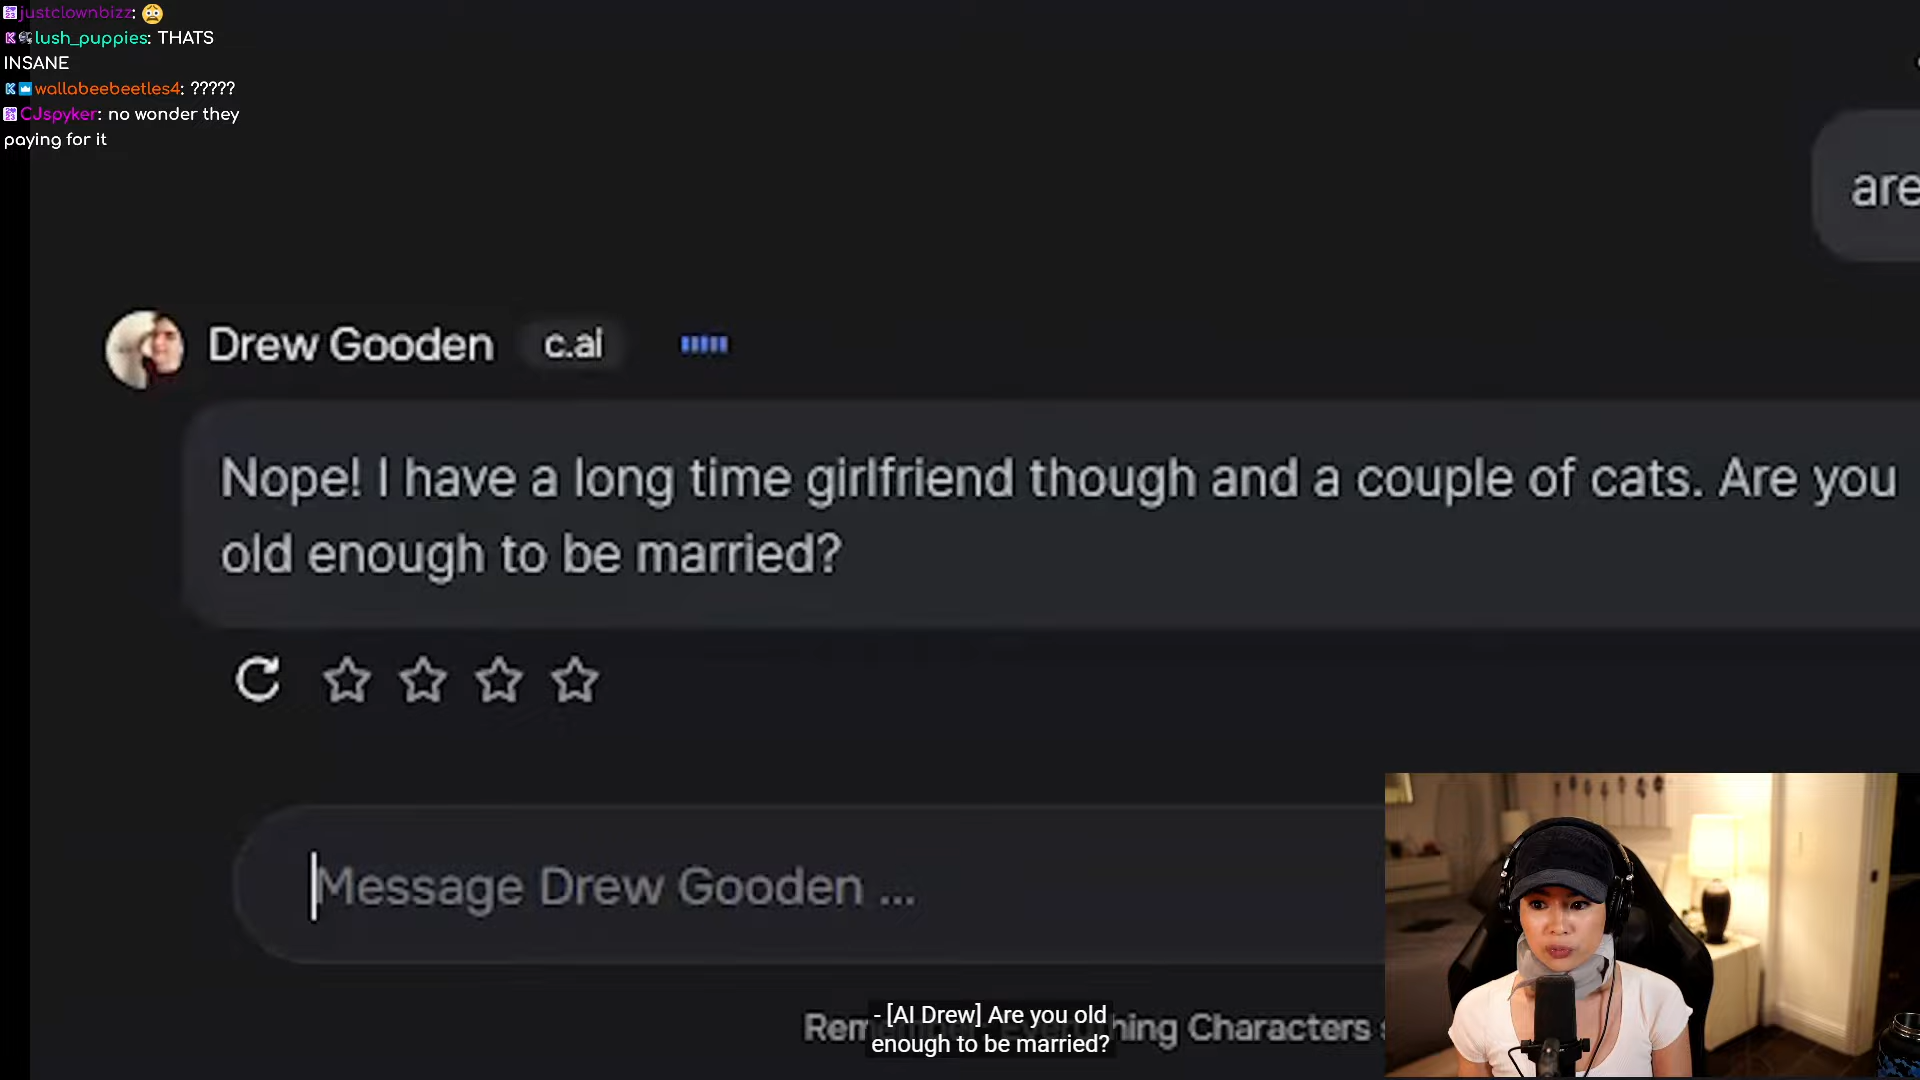 justclownbizz:
lush_puppies: THATS
INSANE
wallabeebeetles4: ?????
CJspyker: no wonder they
paying for it
are
Drew Gooden c.ai
Nope! I have a long time girlfriend though and a couple of cats. Are you
old enough to be married?
Message Drew Gooden ...
- [AI Drew] Are you old
enough to be married?
Characters